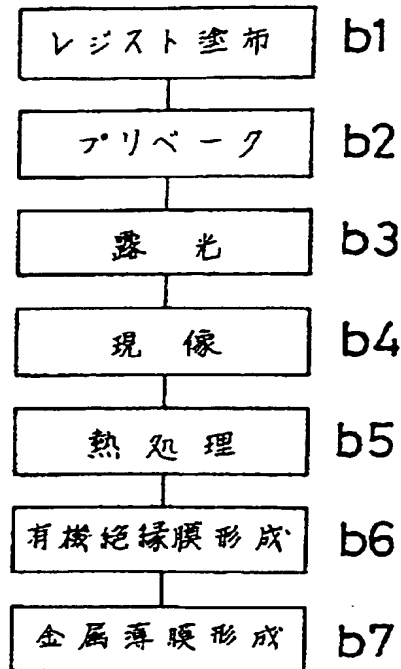 レジスト塗布 b1
プリベーク b2
露光 b3
現像 b4
熱処理 b5
有機絶縁膜形成 b6
金属薄膜形成 b7